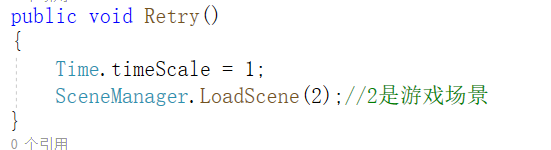 public void Retry()
{
Time.timeScale = 1;
SceneManager.LoadScene(2);//2是游戏场景
}
0 个引用